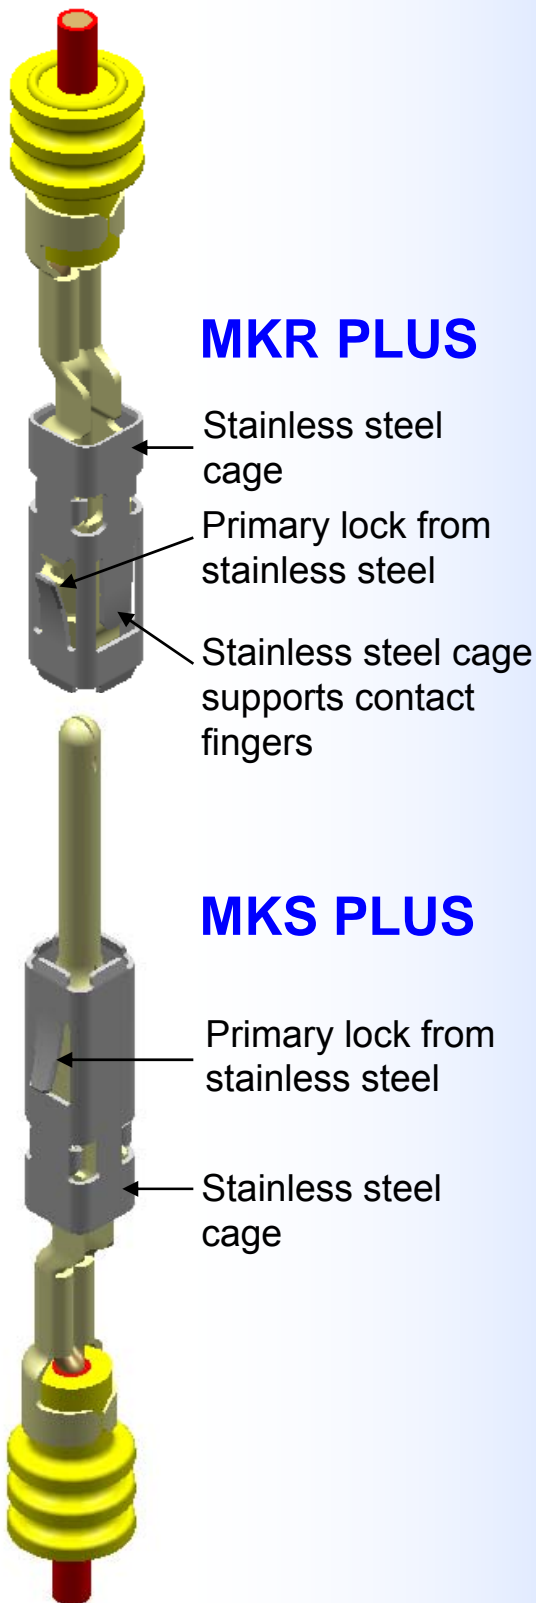 MKR PLUS
Stainless steel
cage
Primary lock from
stainless steel
Stainless steel cage
supports contact
fingers
MKS PLUS
Primary lock from
stainless steel
Stainless steel
cage